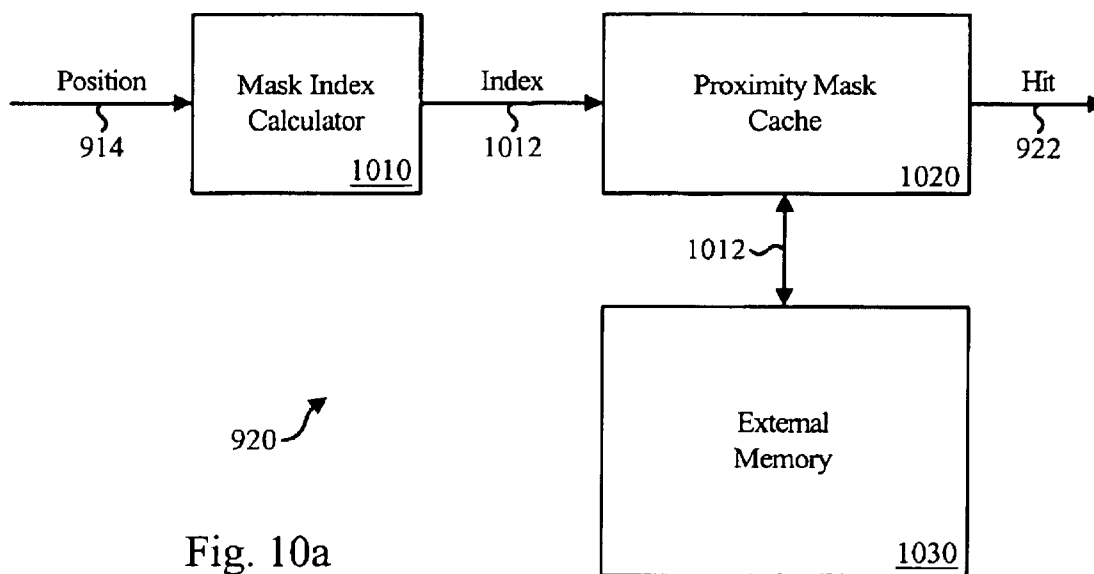 Position
914
Mask Index
Calculator
1010
Index
1012
Proximity Mask
Cache
1020
Hit
922
1012
External
Memory
1030
920
Fig. 10a